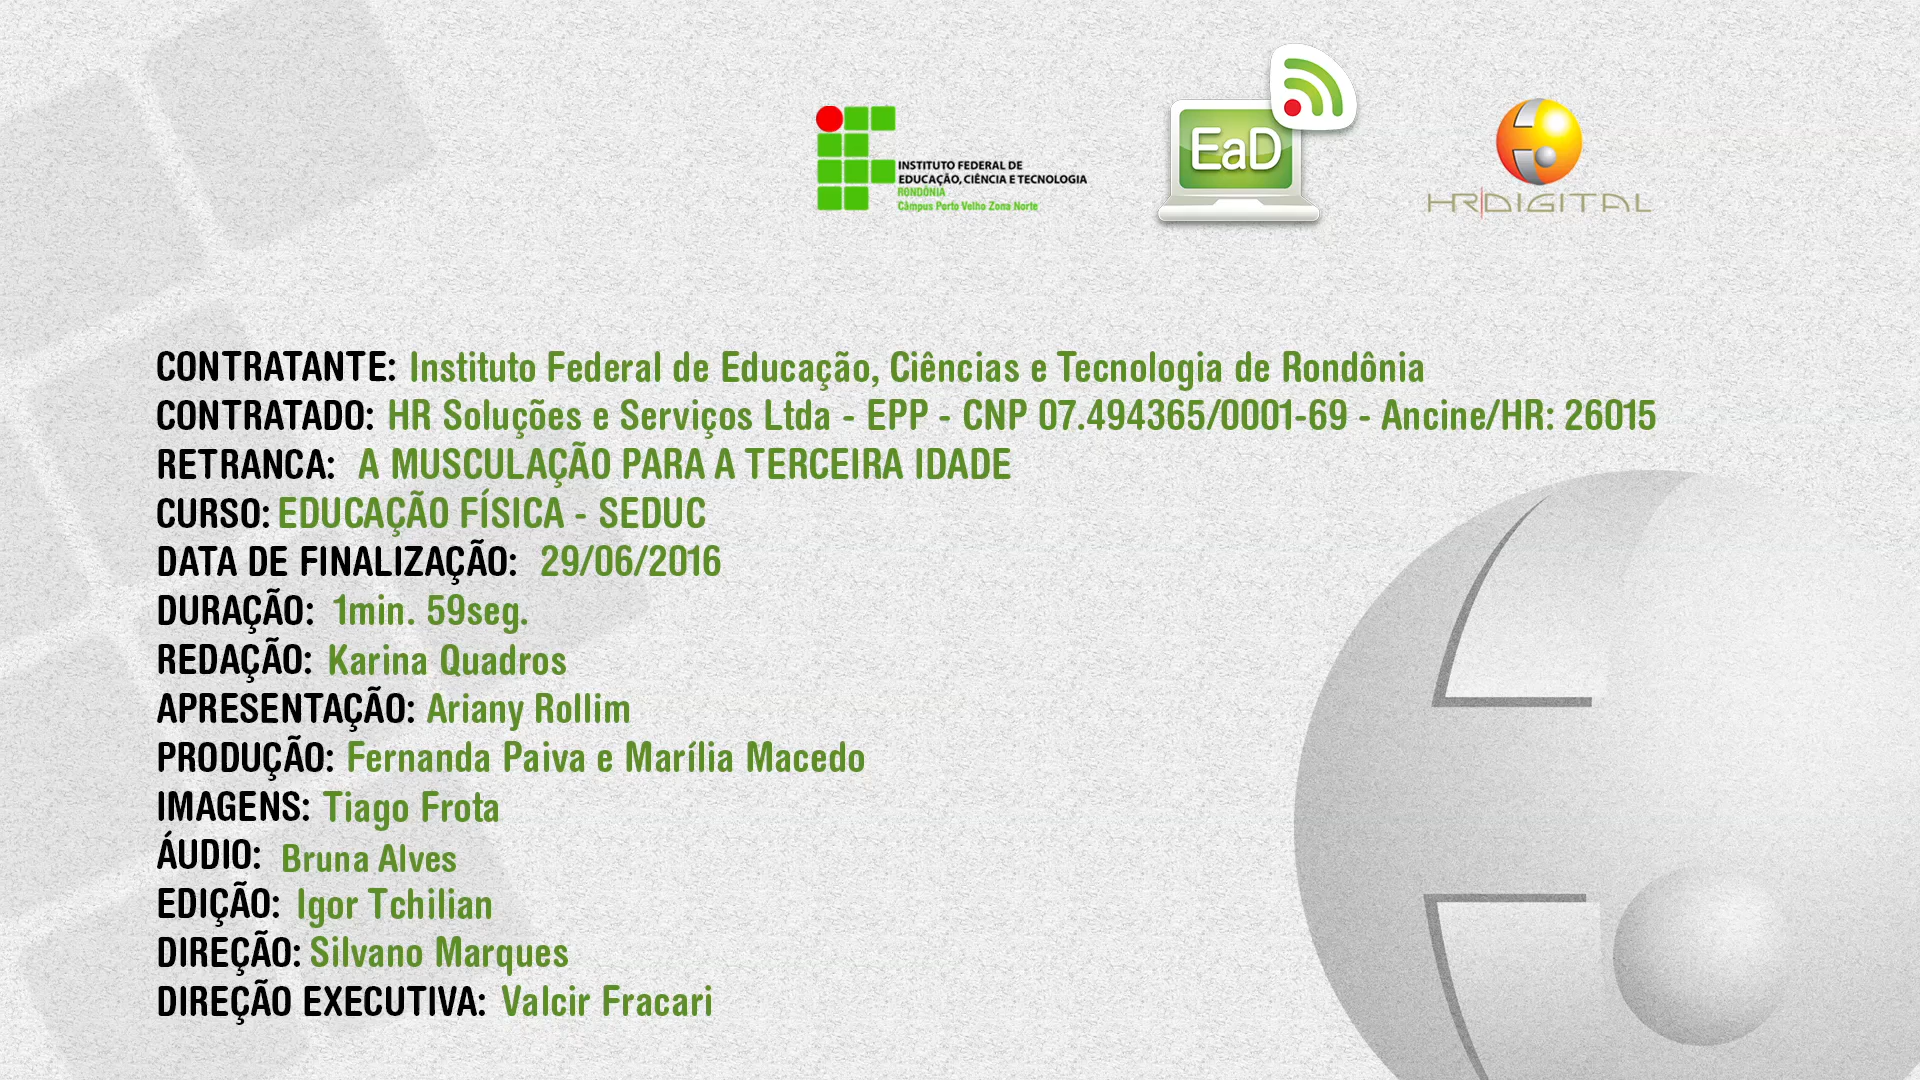 INSTITUTO FEDERAL DE
EDUCAÇÃO, CIÊNCIA E TECNOLOGIA
RONDÔNIA
Câmpus Porto Velho Zona Norte
EaD
HR|DIGITAL
CONTRATANTE: Instituto Federal de Educação, Ciências e Tecnologia de Rondônia
CONTRATADO: HR Soluções e Serviços Ltda - EPP - CNP 07.494365/0001-69 - Ancine/HR: 26015
RETRANCA: A MUSCULAÇÃO PARA A TERCEIRA IDADE
CURSO: EDUCAÇÃO FÍSICA - SEDUC
DATA DE FINALIZAÇÃO: 29/06/2016
DURAÇÃO: 1min. 59seg.
REDAÇÃO: Karina Quadros
APRESENTAÇÃO: Ariany Rollim
PRODUÇÃO: Fernanda Paiva e Marília Macedo
IMAGENS: Tiago Frota
ÁUDIO: Bruna Alves
EDIÇÃO: Igor Tchilian
DIREÇÃO: Silvano Marques
DIREÇÃO EXECUTIVA: Valcir Fracari